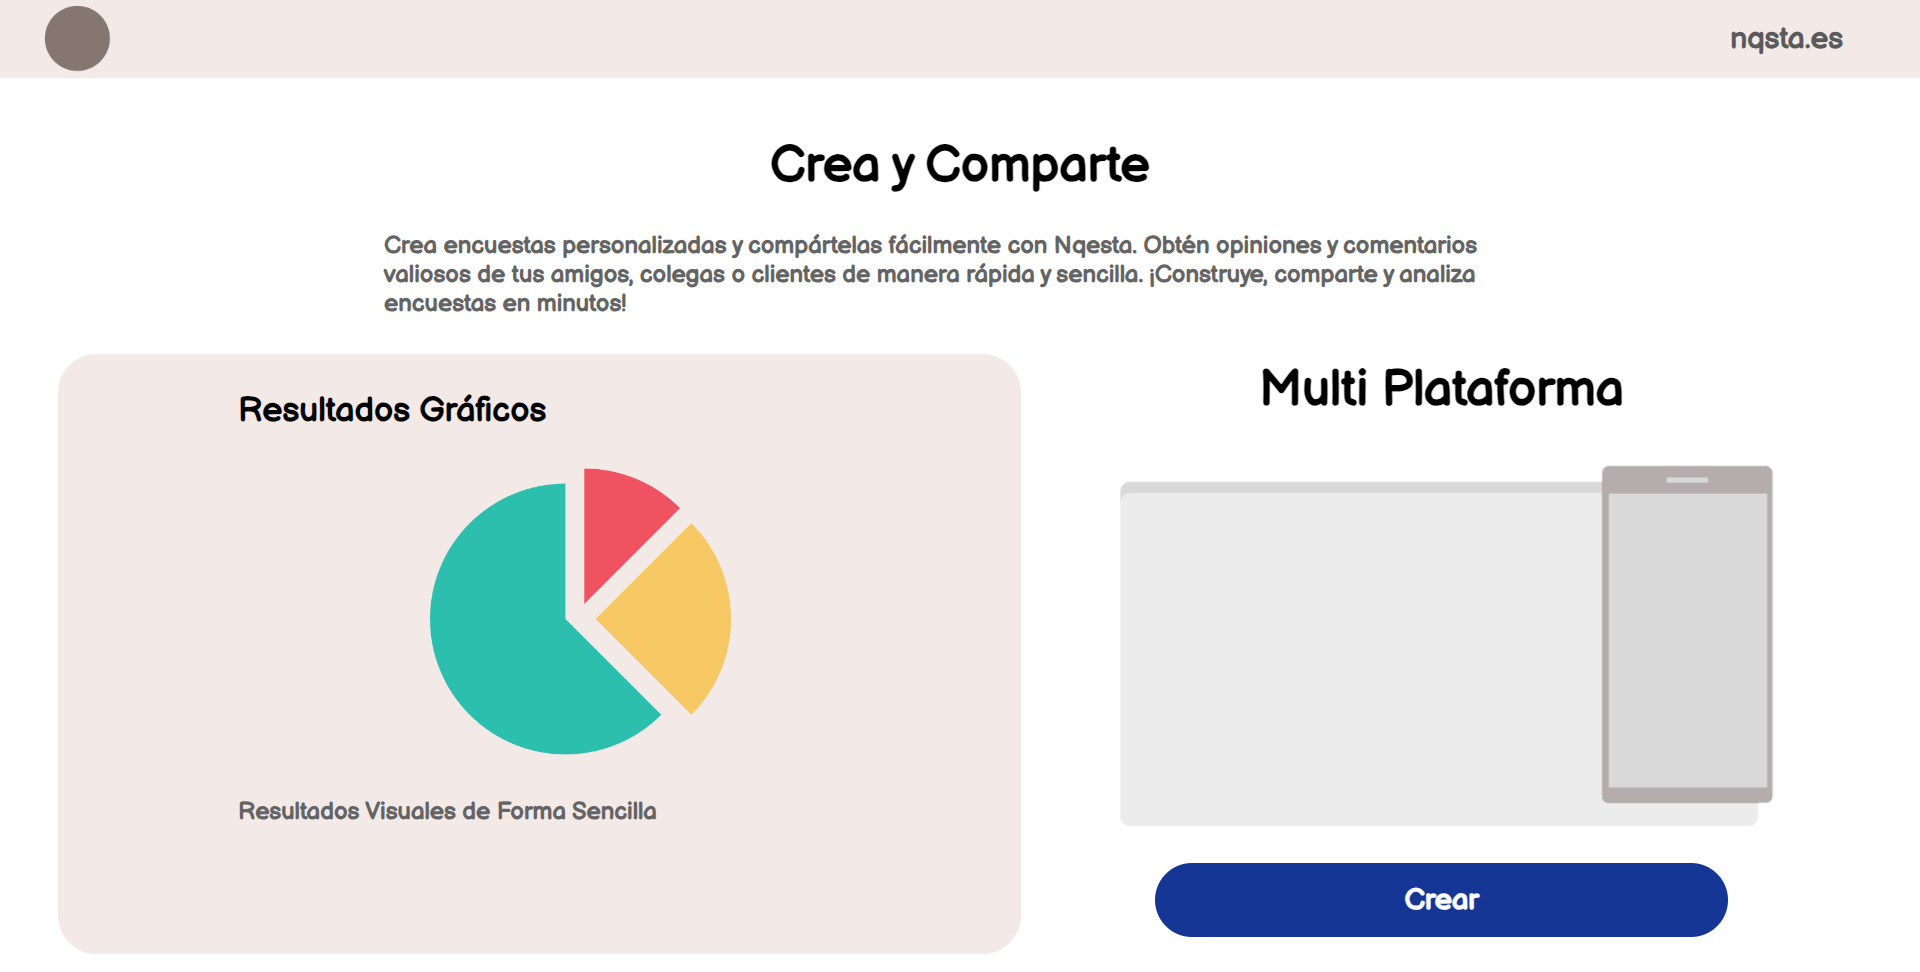 nqsta.es
Crea y Comparte
Crea encuestas personalizadas y compártelas fácilmente con Nqesta. Obtén opiniones y comentarios
valiosos de tus amigos, colegas o clientes de manera rápida y sencilla. ¡Construye, comparte y analiza
encuestas en minutos!
Resultados Gráficos
Resultados Visuales de Forma Sencilla
Multi Plataforma
Crear